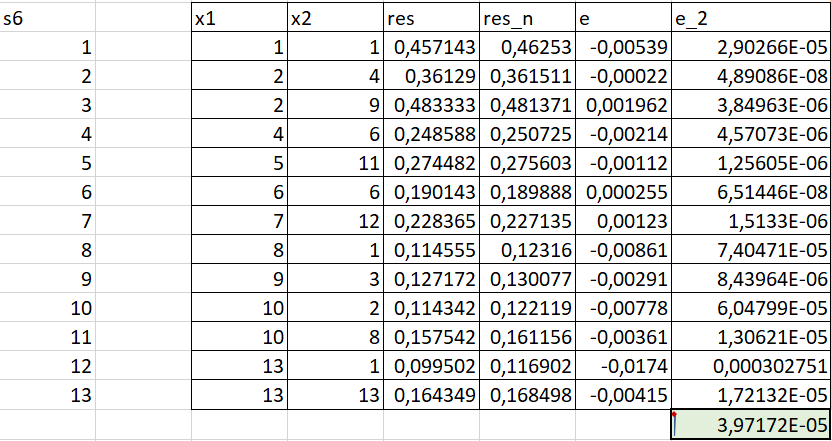 s6 x1 x2 res res_n e e_2
1 1 1 0,457143 0,46253 -0,00539 2,90266E-05
2 2 4 0,36129 0,361511 -0,00022 4,89086E-08
3 2 9 0,483333 0,481371 0,001962 3,84963E-06
4 4 6 0,248588 0,250725 -0,00214 4,57073E-06
5 5 11 0,274482 0,275603 -0,00112 1,25605E-06
6 6 6 0,190143 0,189888 0,000255 6,51446E-08
7 7 12 0,228365 0,227135 0,00123 1,5133E-06
8 8 1 0,114555 0,12316 -0,00861 7,40471E-05
9 9 3 0,127172 0,130077 -0,00291 8,43964E-06
10 10 2 0,114342 0,122119 -0,00778 6,04799E-05
11 10 8 0,157542 0,161156 -0,00361 1,30621E-05
12 13 1 0,099502 0,116902 -0,0174 0,000302751
13 13 13 0,164349 0,168498 -0,00415 1,72132E-05
3,97172E-05